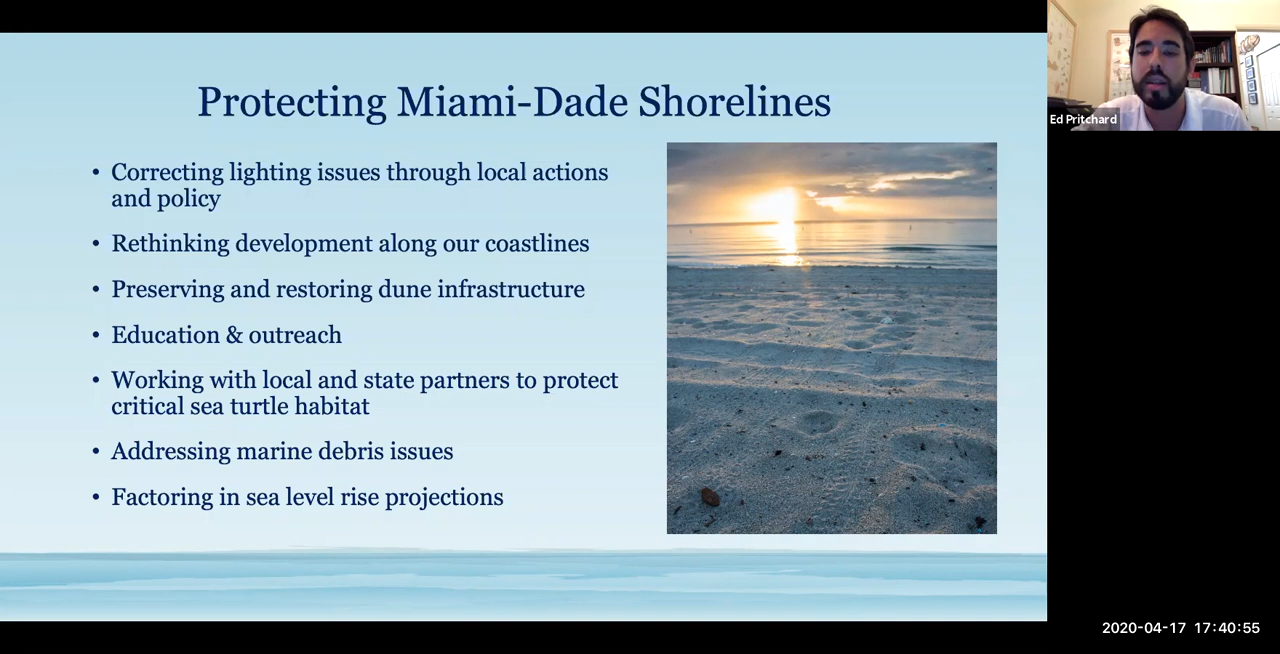 Protecting Miami-Dade Shorelines
• Correcting lighting issues through local actions
and policy
• Rethinking development along our coastlines
• Preserving and restoring dune infrastructure
• Education & outreach
• Working with local and state partners to protect
critical sea turtle habitat
• Addressing marine debris issues
• Factoring in sea level rise projections
Ed Pritchard
2020-04-17 17:40:55